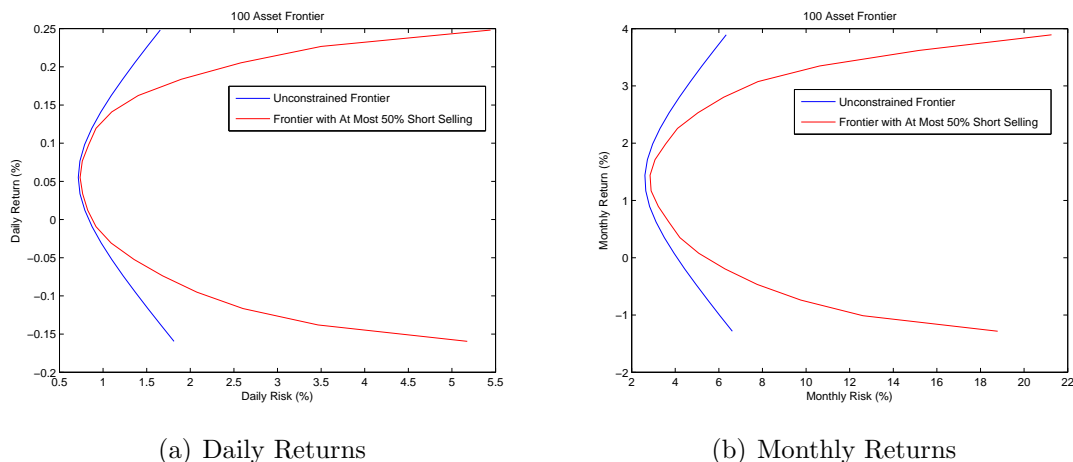 100 Asset Frontier
0.25
0.2
0.15
0.1
0.05
0
−0.05
−0.1
−0.15
−0.2
Daily Return (%)
Unconstrained Frontier
Frontier with At Most 50% Short Selling
0.5 1 1.5 2 2.5 3 3.5 4 4.5 5 5.5
Daily Risk (%)
(a) Daily Returns
100 Asset Frontier
4
3
2
1
0
−1
−2
Monthly Return (%)
Unconstrained Frontier
Frontier with At Most 50% Short Selling
2 4 6 8 10 12 14 16 18 20 22
Monthly Risk (%)
(b) Monthly Returns